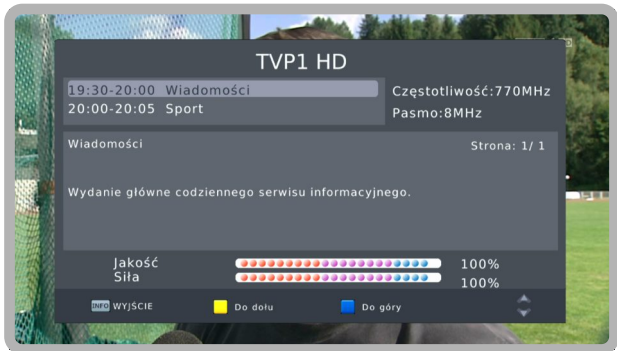 TVP1 HD
19:30-20:00 Wiadomości
20:00-20:05 Sport
Częstotliwość:770MHz
Pasmo:8MHz
Wiadomości
Strona: 1/ 1
Wydanie główne codziennego serwisu informacyjnego.
Jakość 100%
Siła 100%
INFO WYJŚCIE Do dołu Do góry